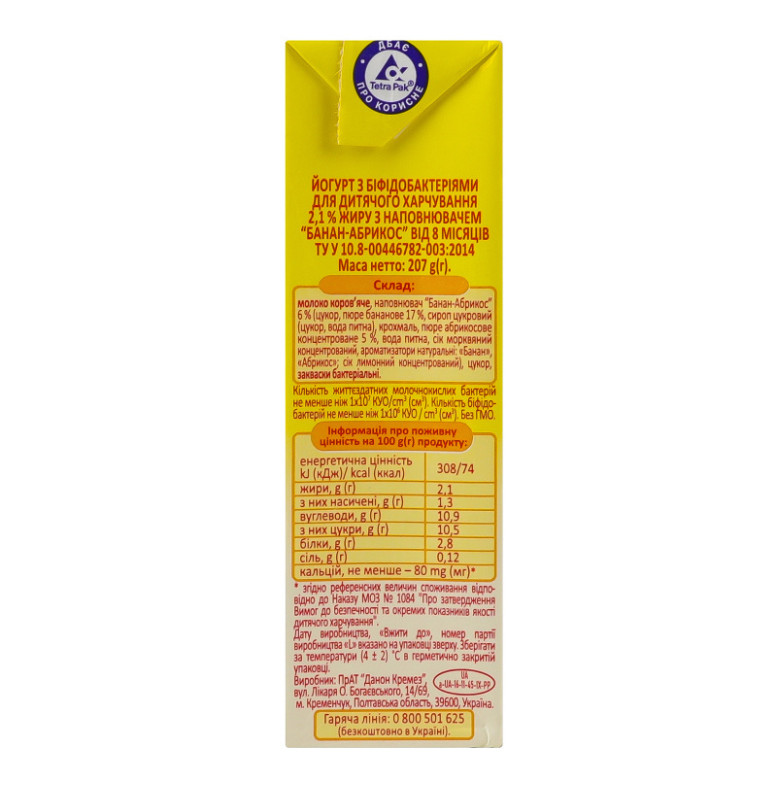 ДБАЄ
Tetra Pak®
ПРО КОРИСНЕ
ЙОГУРТ З БІФІДОБАКТЕРІЯМИ
ДЛЯ ДИТЯЧОГО ХАРЧУВАННЯ
2,1 % ЖИРУ З НАПОВНЮВАЧЕМ
“БАНАН-АБРИКОС” ВІД 8 МІСЯЦІВ
ТУ У 10.8-00446782-003:2014
Маса нетто: 207 g(г).
Склад:
молоко коров’яче, наповнювач “Банан-Абрикос”
6 % (цукор, пюре бананове 17 %, сироп цукровий
(цукор, вода питна), крохмаль, пюре абрикосове
концентроване 5 %, вода питна, сік морквяний
концентрований, ароматизатори натуральні: «Банан»,
«Абрикос»; сік лимонний концентрований), цукор,
закваски бактеріальні.
Кількість життєздатних молочнокислих бактерій
не менше ніж 1x10⁷ КУО/cm³ (см³). Кількість біфідо-
бактерій не менше ніж 1x10⁶ КУО / cm³ (см³). Без ГМО.
Інформація про поживну
цінність на 100 g(г) продукту:
енергетична цінність
kJ (кДж)/ kcal (ккал) 308/74
жири, g (г) 2,1
з них насичені, g (г) 1,3
вуглеводи, g (г) 10,9
з них цукри, g (г) 10,5
білки, g (г) 2,8
сіль, g (г) 0,12
кальцій, не менше – 80 mg (мг)*
* згідно референсних величин споживання відпо-
відно до Наказу МОЗ № 1084 "Про затвердження
Вимог до безпечності та окремих показників якості
дитячого харчування".
Дату виробництва, «Вжити до», номер партії
виробництва «L» вказано на упаковці зверху. Зберігати
за температури (4 ± 2) °С в герметично закритій
упаковці.
Виробник: ПрАТ “Данон Кремез”,
вул. Лікаря О. Богаєвського, 14/69,
м. Кременчук, Полтавська область, 39600, Україна.
UA
a-UA-16-11-45-IX-PP
Гаряча лінія: 0 800 501 625
(безкоштовно в Україні).